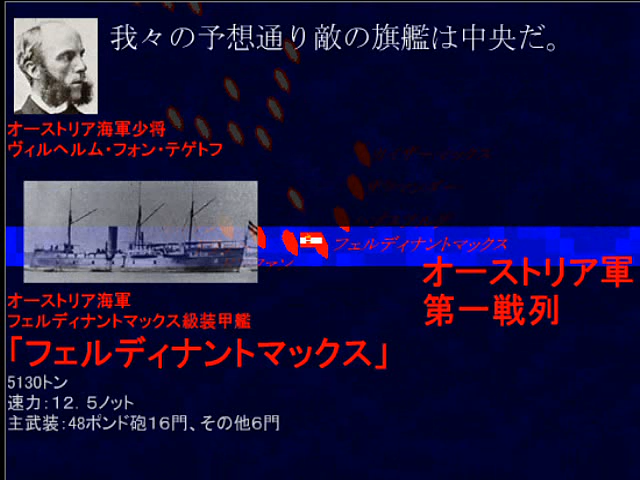 我々の予想通り敵の旗艦は中央だ。
オーストリア海軍少将
ヴィルヘルム・フォン・テゲトフ
フェルディナントマックス
オーストリア軍
第一戦列
オーストリア海軍
フェルディナントマックス級装甲艦
「フェルディナントマックス」
5130トン
速力：１２．５ノット
主武装：48ポンド砲１６門、その他６門